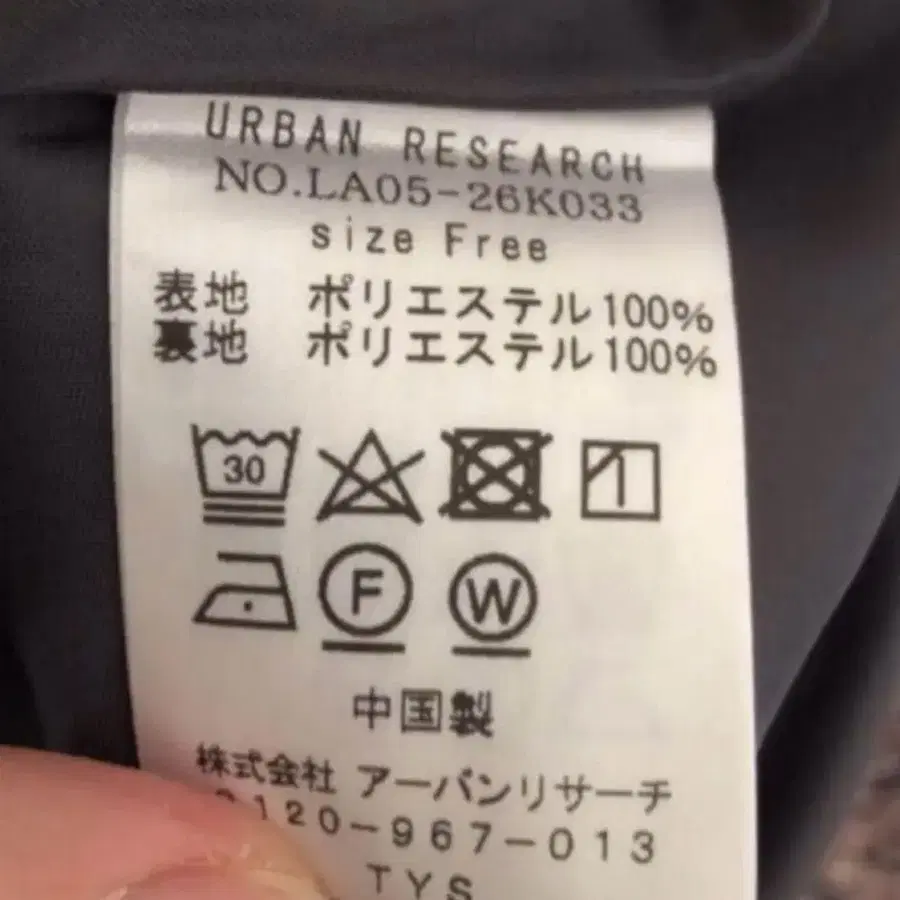 URBAN RESEARCH
NO.LA05-26K033
size Free
表地 ポリエステル100%
裏地 ポリエステル100%
30
F W
中国製
株式会社 アーバンリサーチ
120-967-013
TYS